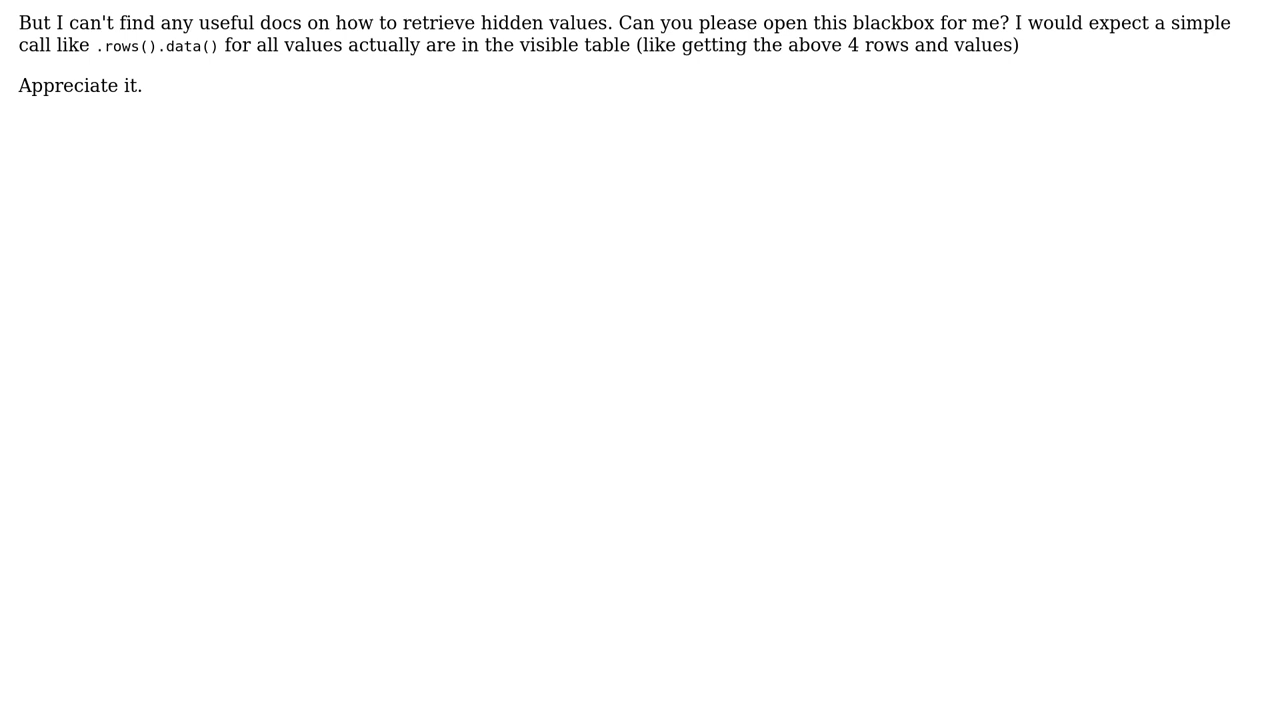 But I can't find any useful docs on how to retrieve hidden values. Can you please open this blackbox for me? I would expect a simple
call like .rows().data() for all values actually are in the visible table (like getting the above 4 rows and values)
Appreciate it.